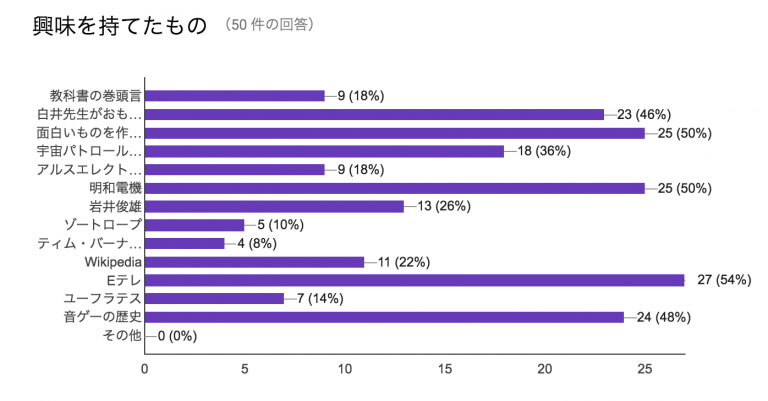 興味を持てたもの (50 件の回答)
教科書の巻頭言 9 (18%)
白井先生がおも… 23 (46%)
面白いものを作… 25 (50%)
宇宙パトロール… 18 (36%)
アルスエレクト… 9 (18%)
明和電機 25 (50%)
岩井俊雄 13 (26%)
ゾートロープ 5 (10%)
ティム・バーナ… 4 (8%)
Wikipedia 11 (22%)
Eテレ 27 (54%)
ユーフラテス 7 (14%)
音ゲーの歴史 24 (48%)
その他 0 (0%)
0 5 10 15 20 25